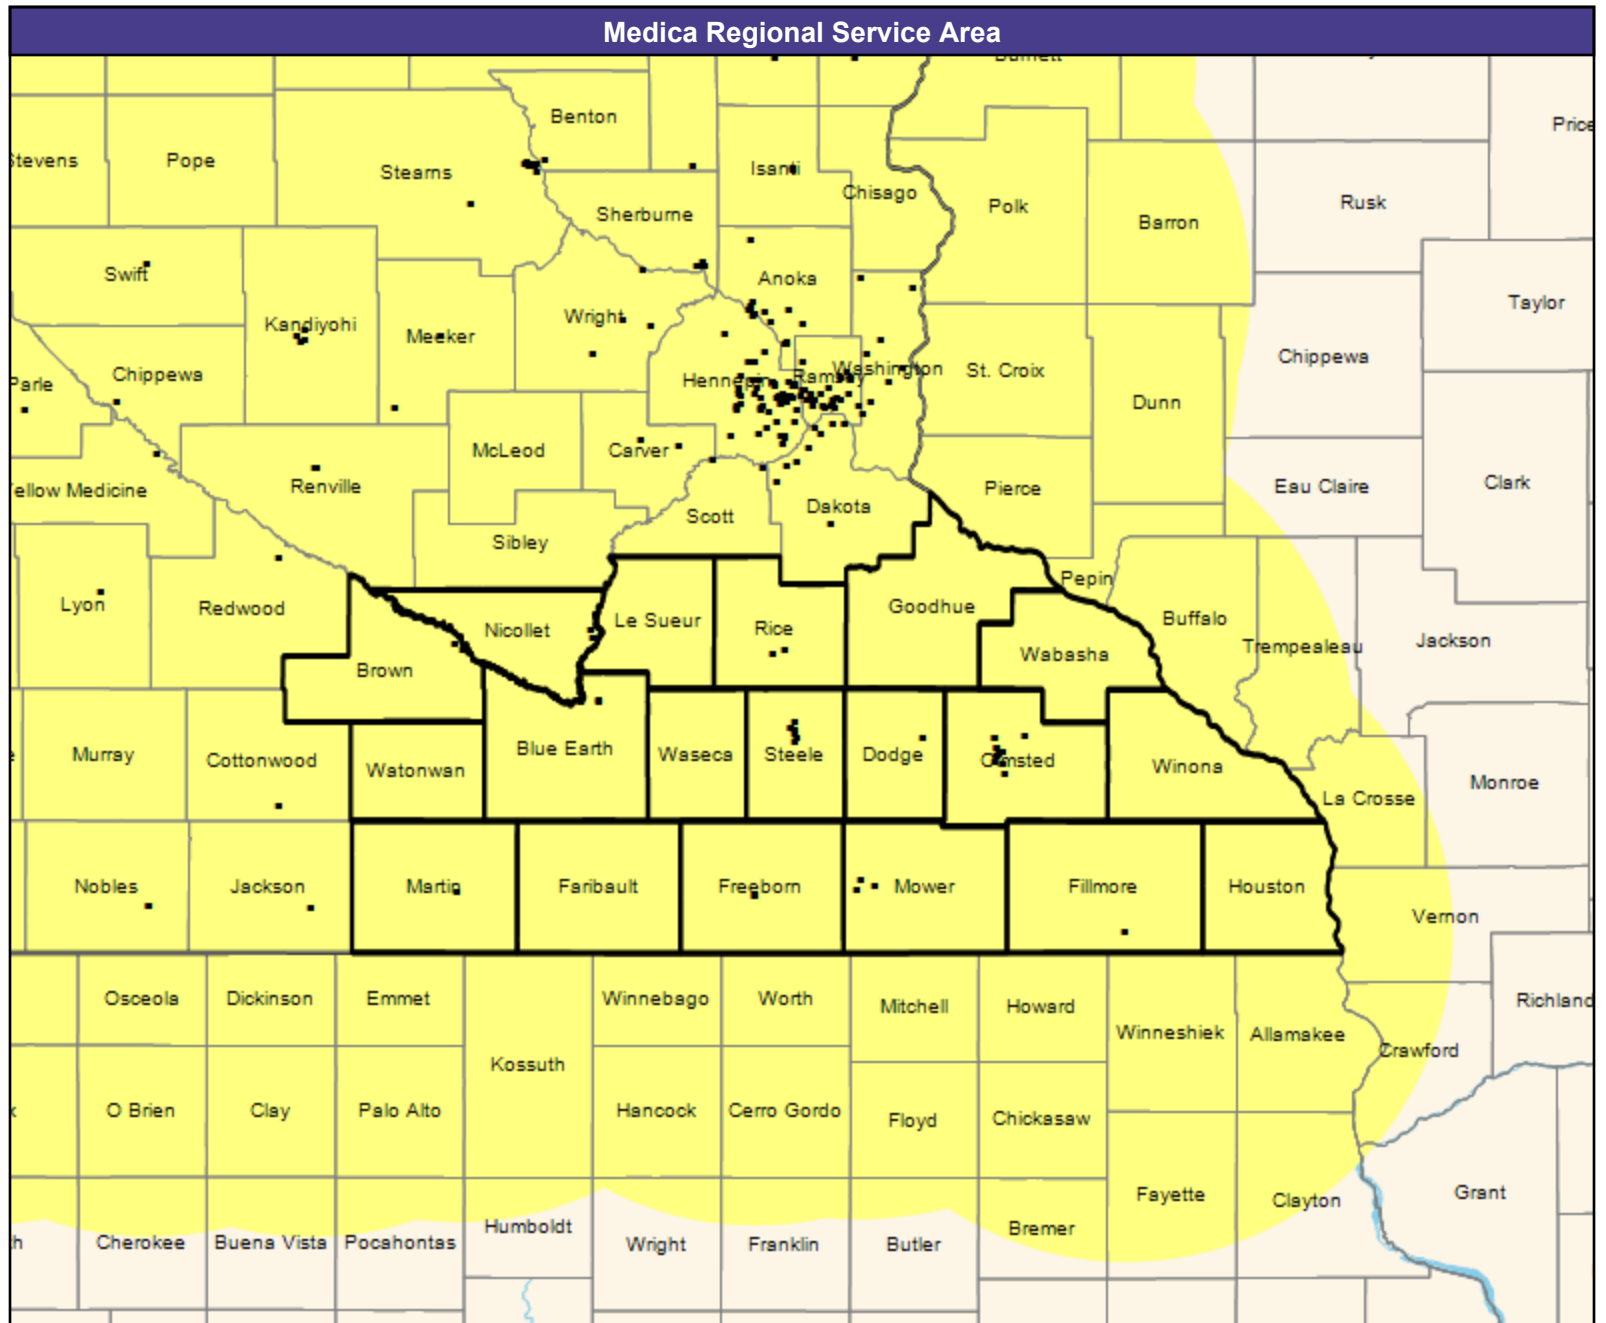 Medica Regional Service Area
Benton
Price
Stevens
Pope
Stearns
Isanti
Chisago
Polk
Barron
Rusk
Sherburne
Swift
Anoka
Taylor
Kandiyohi
Meeker
Wright
Chippewa
Parle
Chippewa
Hennepin
Ramsey
Washington
St. Croix
Dunn
McLeod
Carver
Yellow Medicine
Renville
Scott
Dakota
Pierce
Eau Claire
Clark
Sibley
Lyon
Redwood
Nicollet
Le Sueur
Rice
Goodhue
Pepin
Buffalo
Trempealeau
Jackson
Brown
Wabasha
Murray
Cottonwood
Watonwan
Blue Earth
Waseca
Steele
Dodge
Olmsted
Winona
La Crosse
Monroe
Nobles
Jackson
Martin
Faribault
Freeborn
Mower
Fillmore
Houston
Vernon
Osceola
Dickinson
Emmet
Winnebago
Worth
Mitchell
Howard
Winneshiek
Allamakee
Crawford
Richland
Kossuth
O Brien
Clay
Palo Alto
Hancock
Cerro Gordo
Floyd
Chickasaw
Fayette
Clayton
Grant
Cherokee
Buena Vista
Pocahontas
Humboldt
Wright
Franklin
Butler
Bremer